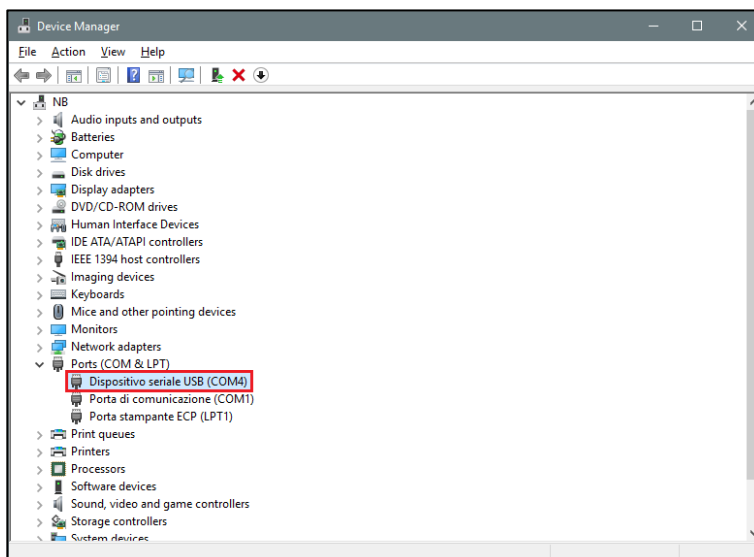 Device Manager
File Action View Help
NB
Audio inputs and outputs
Batteries
Computer
Disk drives
Display adapters
DVD/CD-ROM drives
Human Interface Devices
IDE ATA/ATAPI controllers
IEEE 1394 host controllers
Imaging devices
Keyboards
Mice and other pointing devices
Monitors
Network adapters
Ports (COM & LPT)
Dispositivo seriale USB (COM4)
Porta di comunicazione (COM1)
Porta stampante ECP (LPT1)
Print queues
Printers
Processors
Software devices
Sound, video and game controllers
Storage controllers
System devices